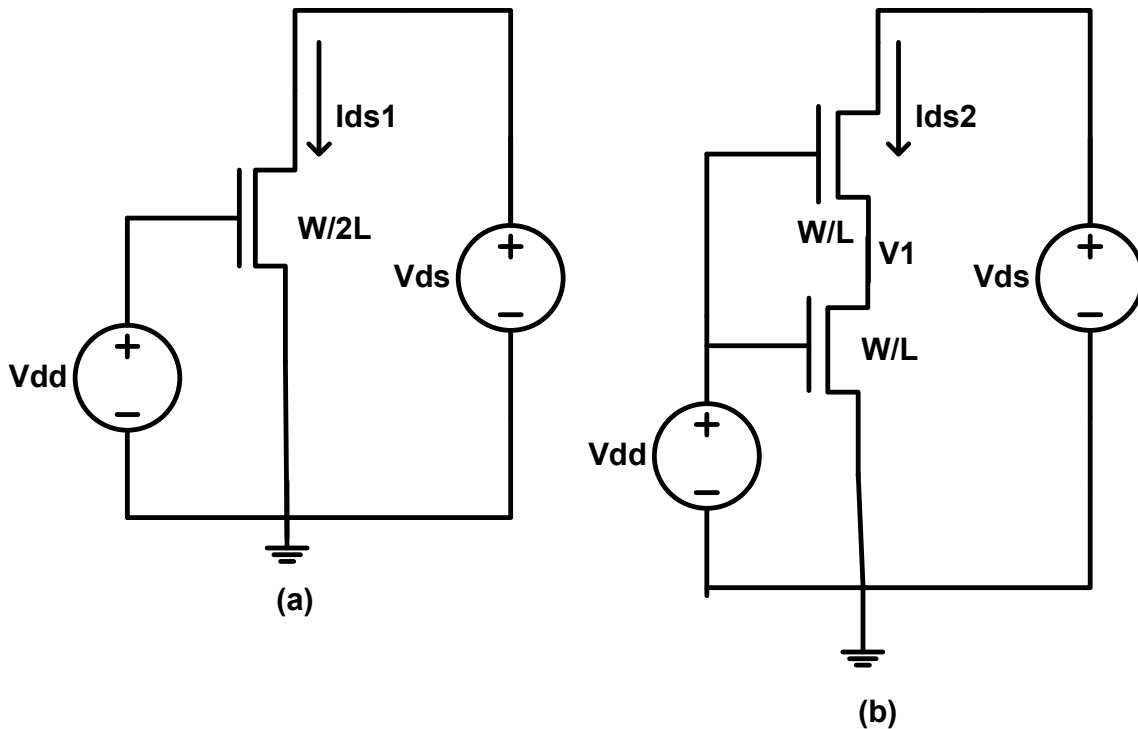 Ids1
W/2L
Vds
+
−
Vdd
+
−
(a)
Ids2
W/L
V1
W/L
Vds
+
−
Vdd
+
−
(b)